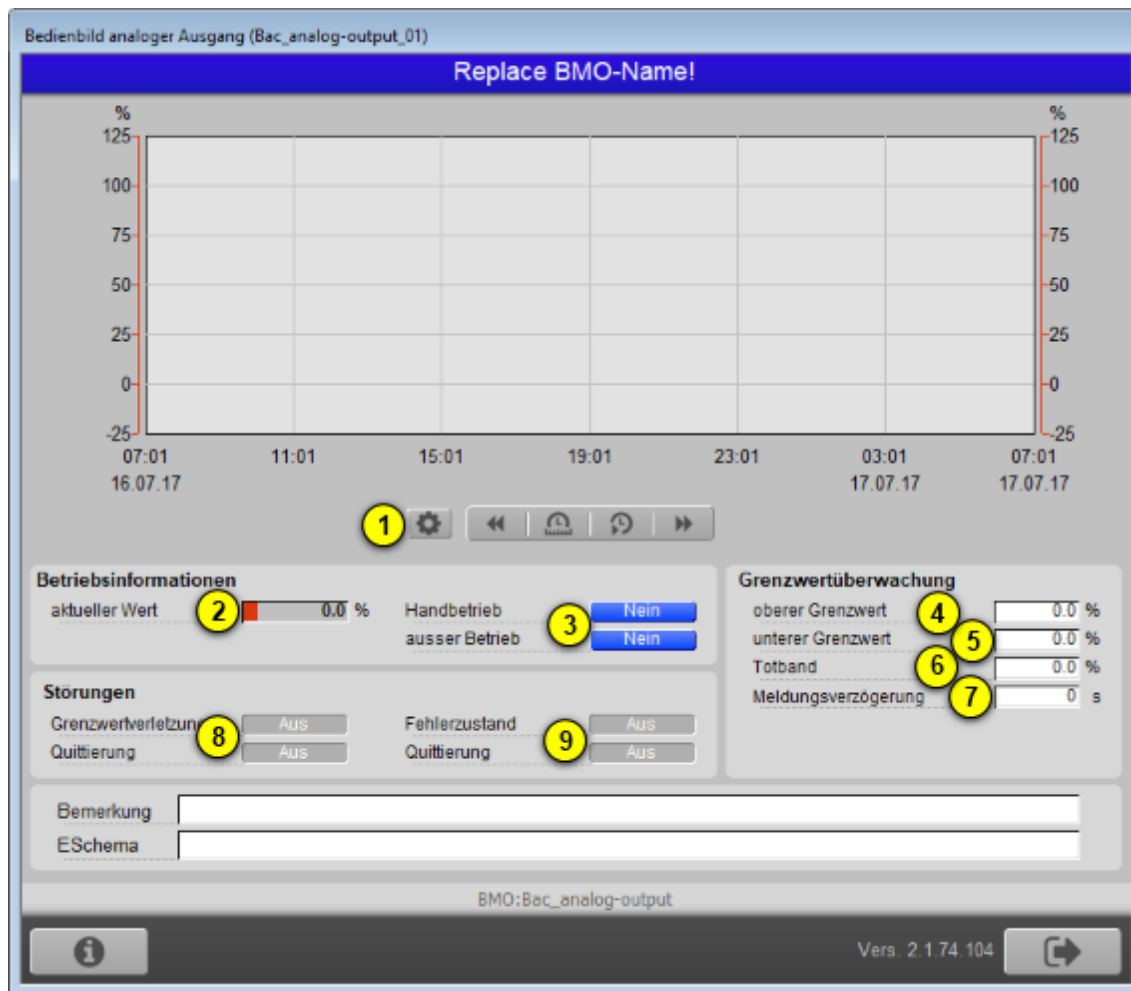 Bedienbild analoger Ausgang (Bac_analog-output_01)
Replace BMO-Name!
% %
125 125
100 100
75 75
50 50
25 25
0 0
-25 -25
07:01 11:01 15:01 19:01 23:01 03:01 07:01
16.07.17 17.07.17 17.07.17
1
Betriebsinformationen
aktueller Wert 2 0.0 % Handbetrieb 3 Nein
ausser Betrieb Nein
Grenzwertüberwachung
oberer Grenzwert 4 0.0 %
unterer Grenzwert 5 0.0 %
Totband 6 0.0 %
Meldungsverzögerung 7 0 s
Störungen
Grenzwertverletzung 8 Aus Fehlerzustand 9 Aus
Quittierung Aus Quittierung Aus
Bemerkung
ESchema
BMO:Bac_analog-output
Vers. 2.1.74.104